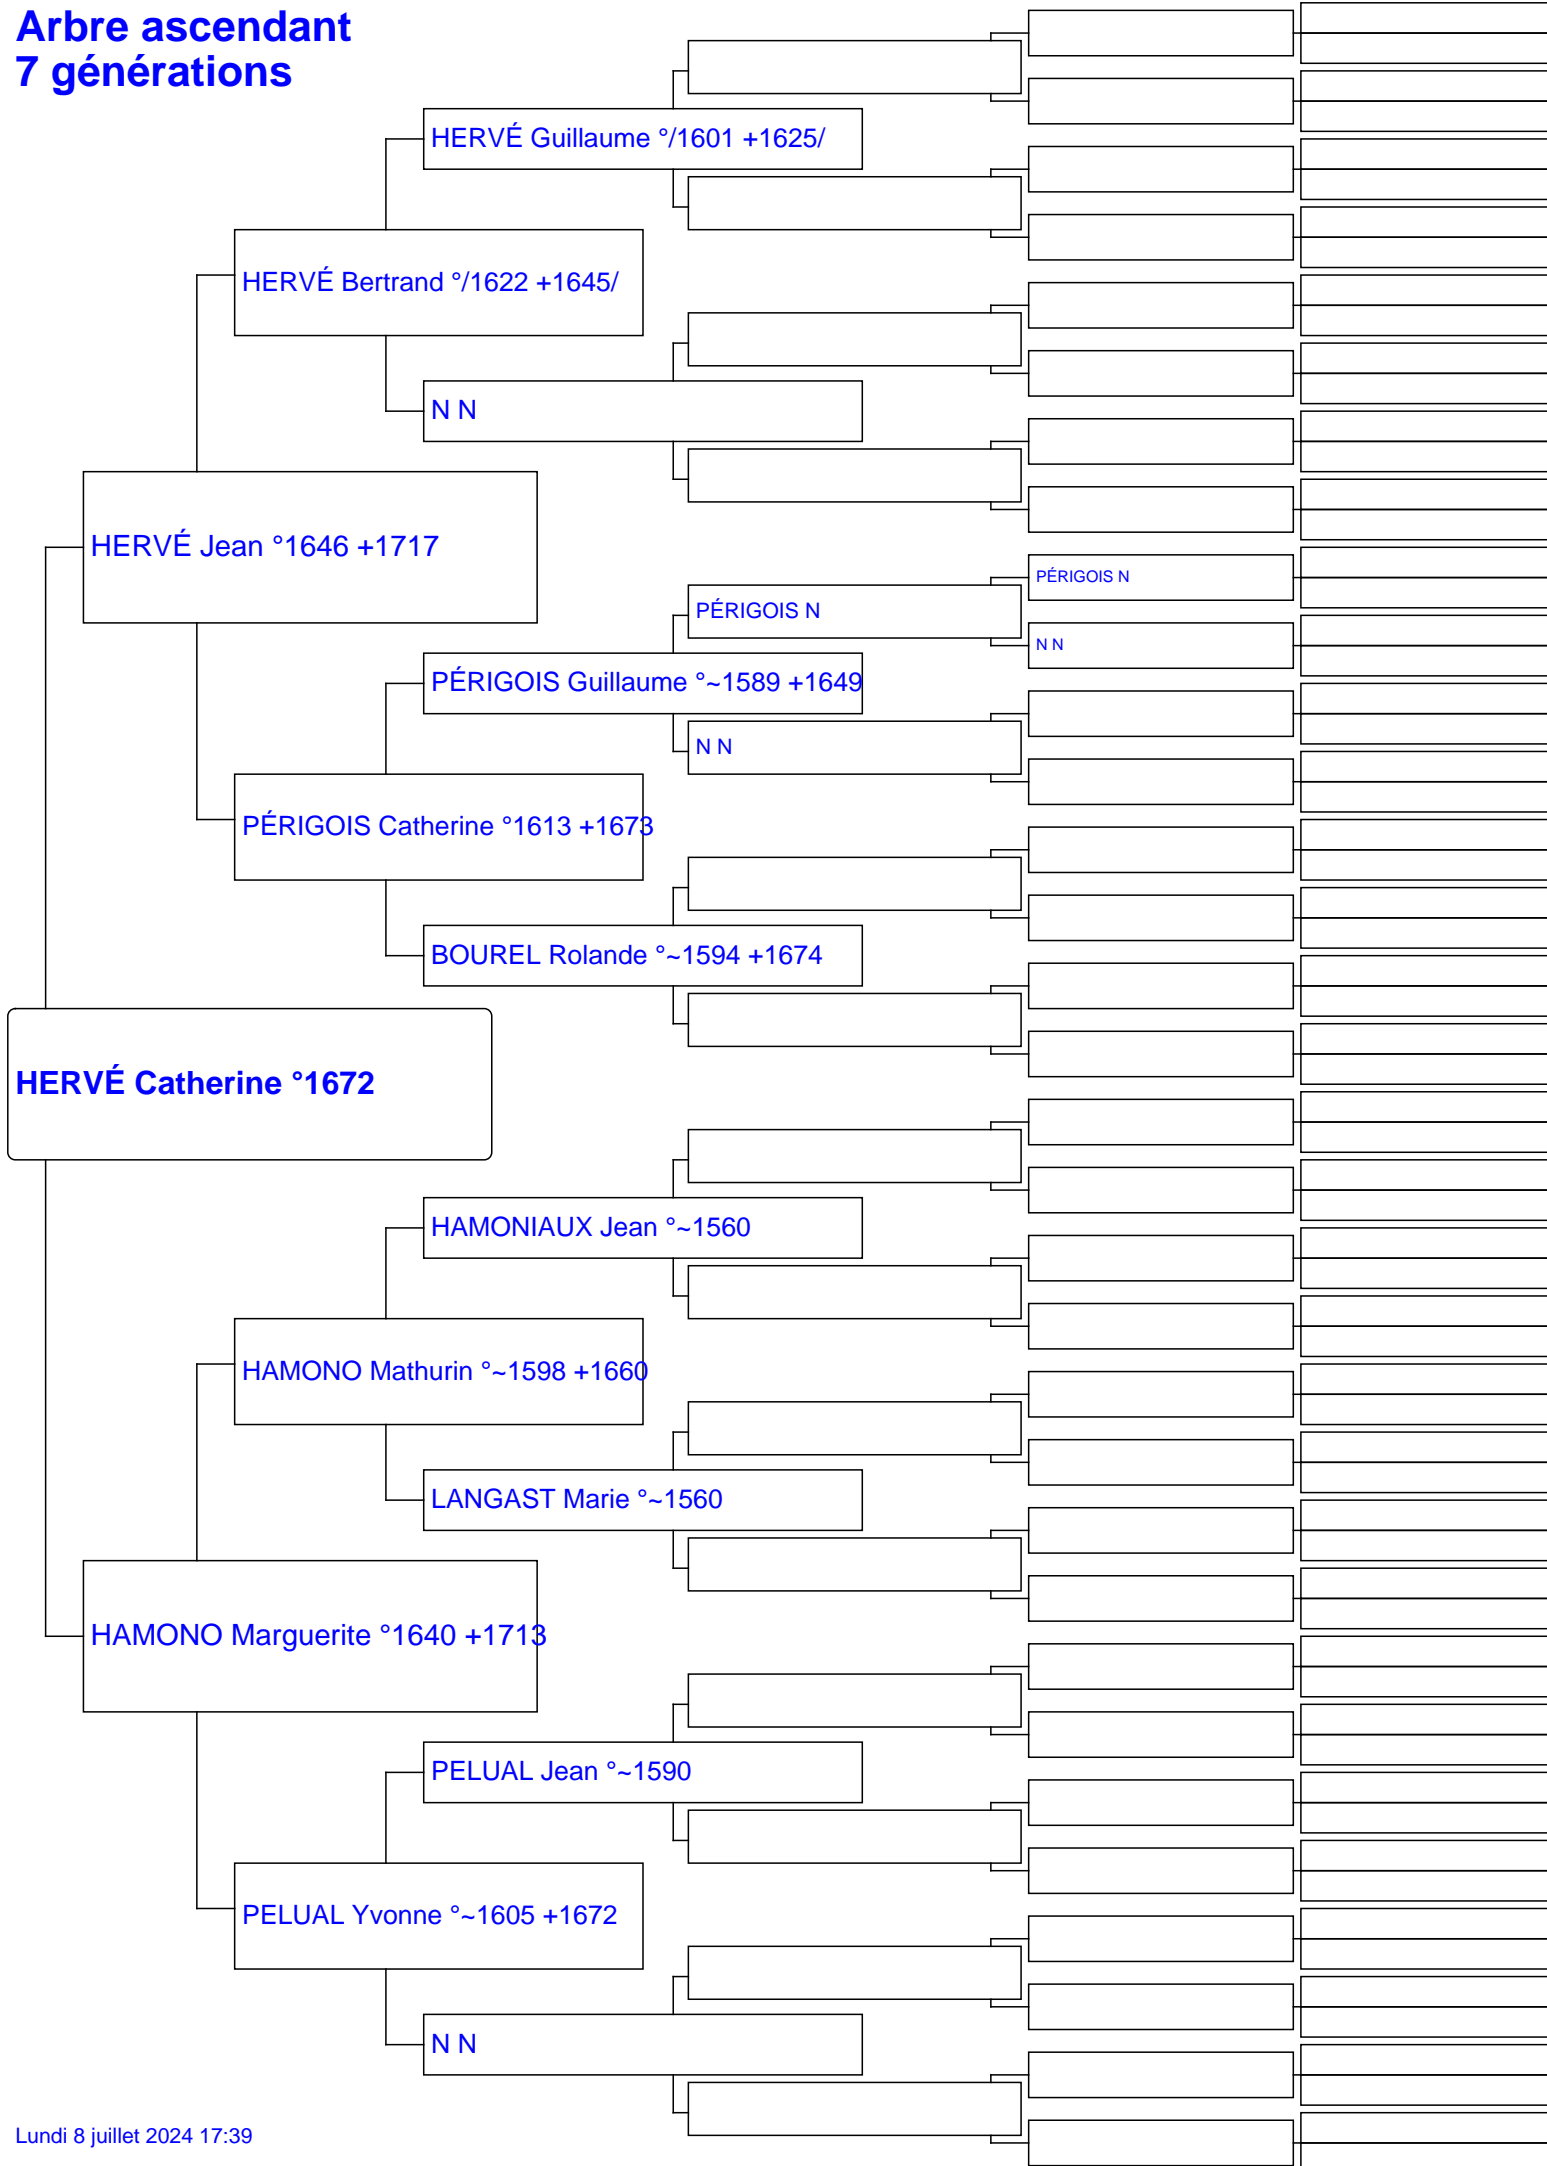 Arbre ascendant
7 générations
HERVÉ Guillaume °/1601 +1625/
HERVÉ Bertrand °/1622 +1645/
N N
HERVÉ Jean °1646 +1717
PÉRIGOIS N
PÉRIGOIS N
N N
PÉRIGOIS Guillaume °~1589 +1649
N N
PÉRIGOIS Catherine °1613 +1673
BOUREL Rolande °~1594 +1674
HERVÉ Catherine °1672
HAMONIAUX Jean °~1560
HAMONO Mathurin °~1598 +1660
LANGAST Marie °~1560
HAMONO Marguerite °1640 +1713
PELUAL Jean °~1590
PELUAL Yvonne °~1605 +1672
N N
Lundi 8 juillet 2024 17:39